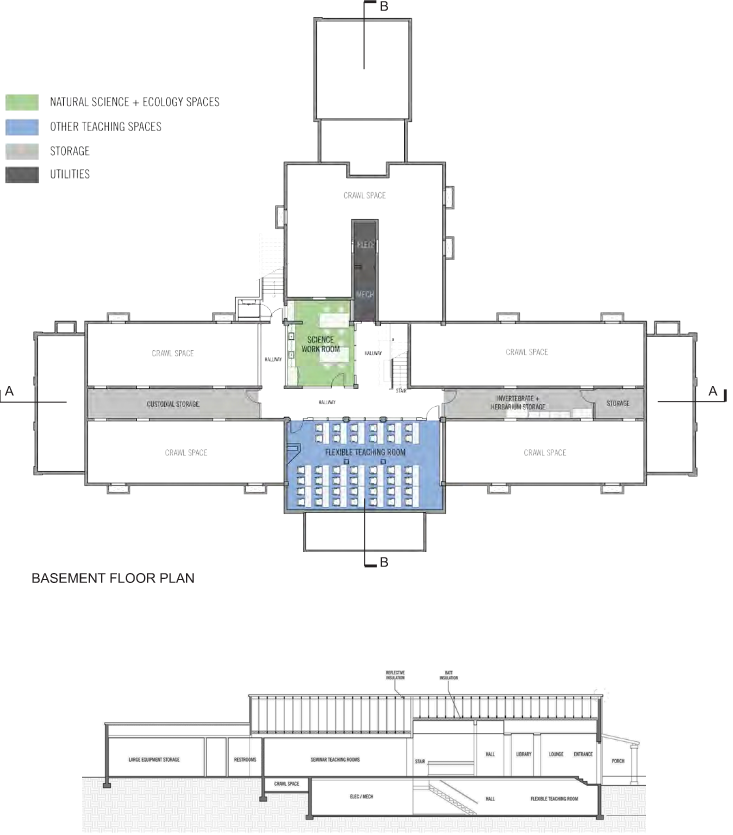 B
NATURAL SCIENCE + ECOLOGY SPACES
OTHER TEACHING SPACES
STORAGE
UTILITIES
CRAWL SPACE
ELEC
MECH
SCIENCE
WORK ROOM
CRAWL SPACE
HALLWAY
HALLWAY
CRAWL SPACE
STAIR
A
A
CUSTODIAL STORAGE
HALLWAY
INVERTEBRATE +
HERBARIUM STORAGE
STORAGE
CRAWL SPACE
FLEXIBLE TEACHING ROOM
CRAWL SPACE
B
BASEMENT FLOOR PLAN
REFLECTIVE
INSULATION
BATT
INSULATION
LARGE EQUIPMENT STORAGE
RESTROOMS
SEMINAR TEACHING ROOMS
STAIR
HALL
LIBRARY
LOUNGE
ENTRANCE
PORCH
CRAWL SPACE
ELEC / MECH
HALL
FLEXIBLE TEACHING ROOM